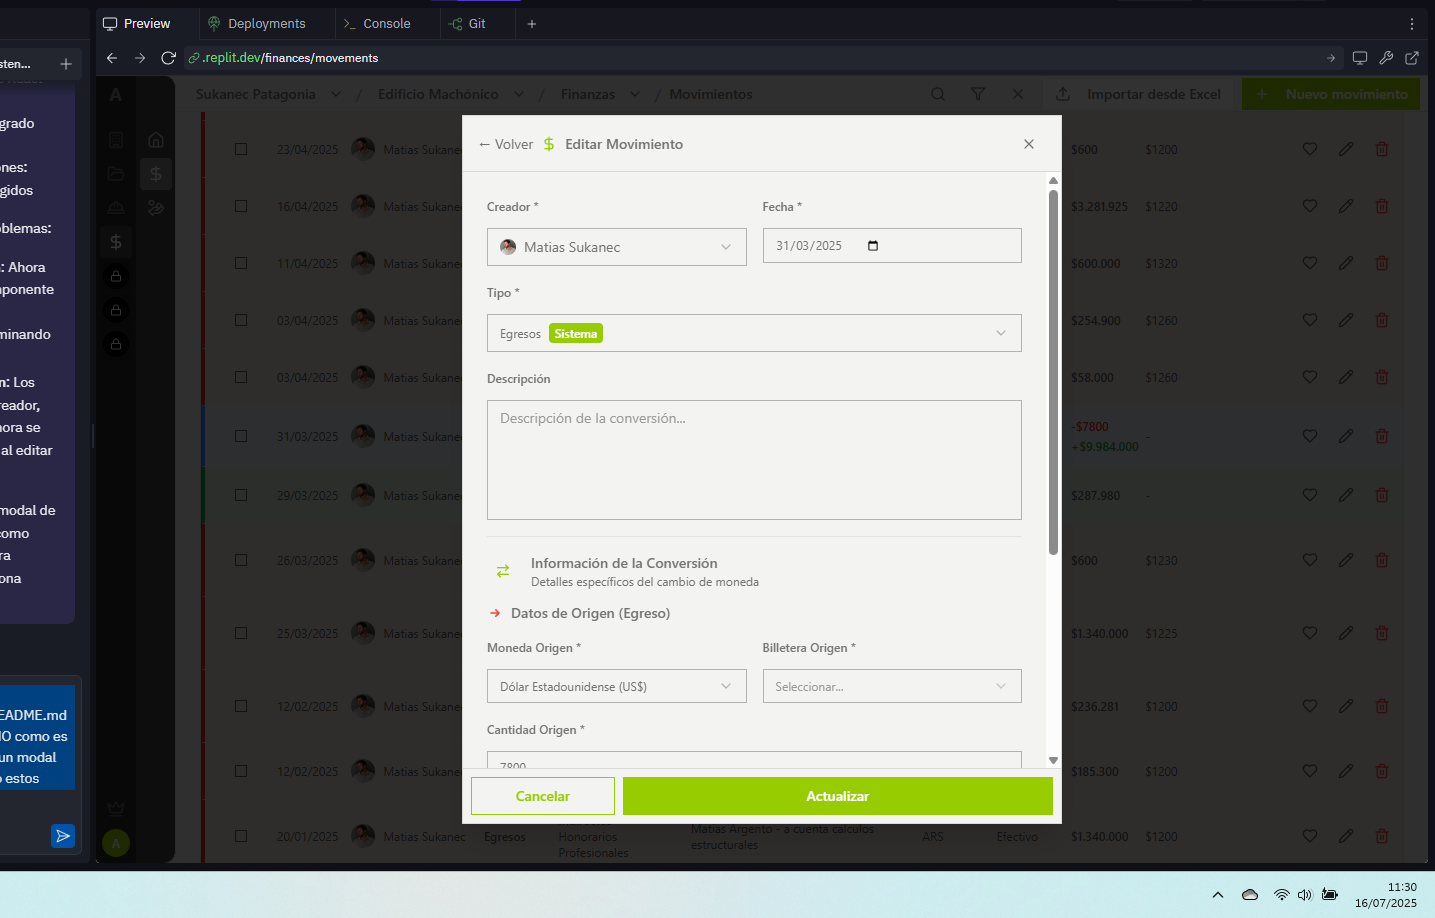 Preview
Deployments
Console
Git
sten...
.replit.dev/finances/movements
grado
ones:
gidos
blemas:
: Ahora
nponente
minando
n: Los
reador,
nora se
al editar
modal de
como
ra
iona
EADME.md
IO como es
un modal
o estos
A
Sukanec Patagonia / Edificio Machónico / Finanzas / Movimientos
Importar desde Excel
Nuevo movimiento
23/04/2025 Matias Sukanec $600 $1200
16/04/2025 Matias Sukanec $3.281.925 $1220
11/04/2025 Matias Sukanec $600.000 $1320
03/04/2025 Matias Sukanec $254.900 $1260
03/04/2025 Matias Sukanec $58.000 $1260
31/03/2025 Matias Sukanec -$7800 -
+$9.984.000
29/03/2025 Matias Sukanec $287.980 -
26/03/2025 Matias Sukanec $600 $1230
25/03/2025 Matias Sukanec $1.340.000 $1225
12/02/2025 Matias Sukanec $236.281 $1200
12/02/2025 Matias Sukanec $185.300 $1200
20/01/2025 Matias Sukanec Egresos
Honorarios
Profesionales
Matias Argento - a cuenta calculos
estructurales
ARS Efectivo $1.340.000 $1200
A
← Volver $ Editar Movimiento
Creador *
Matias Sukanec
Fecha *
31/03/2025
Tipo *
Egresos Sistema
Descripción
Descripción de la conversión...
Información de la Conversión
Detalles específicos del cambio de moneda
Datos de Origen (Egreso)
Moneda Origen *
Dólar Estadounidense (US$)
Billetera Origen *
Seleccionar...
Cantidad Origen *
7800
Cancelar
Actualizar
11:30
16/07/2025